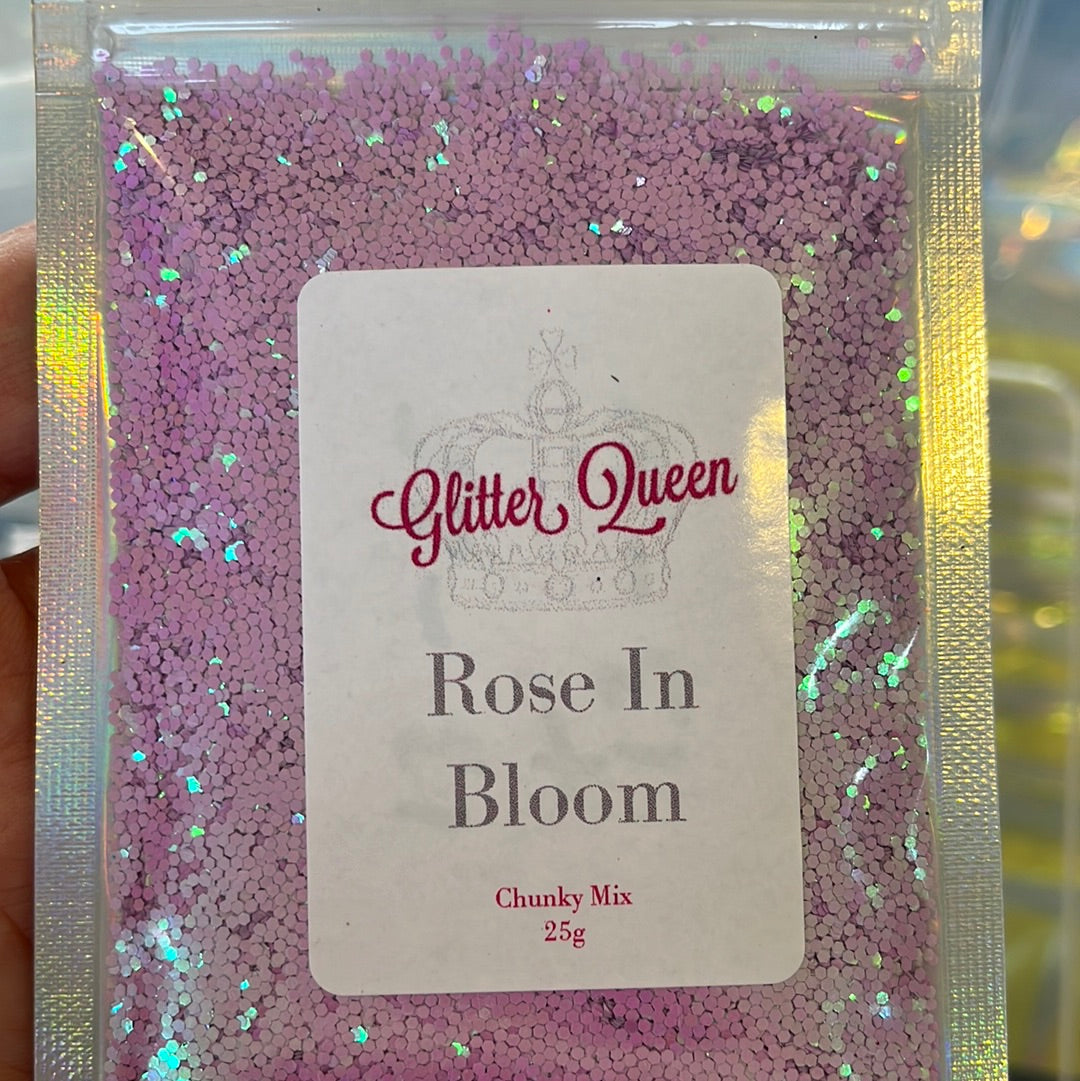 Glitter Queen
Rose In
Bloom
Chunky Mix
25g